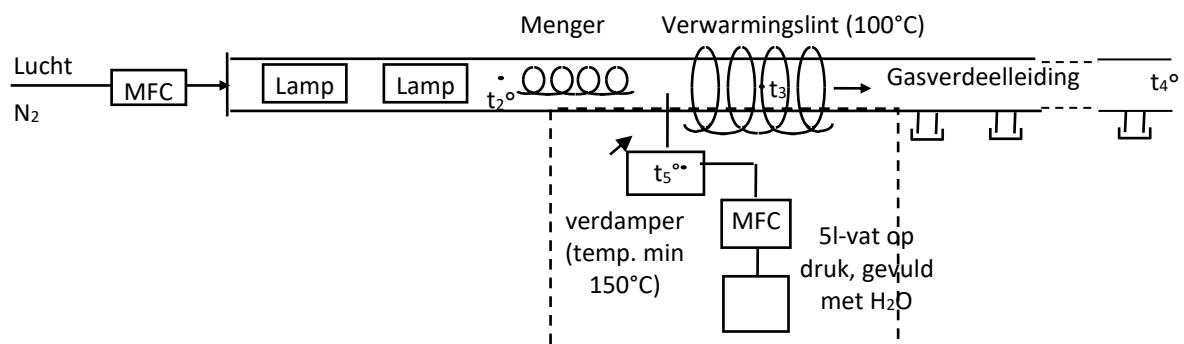 Menger
Verwarmingslint (100°C)
Lucht
N₂
MFC
Lamp
Lamp
t₂°
t₃
Gasverdeelleiding
t₄°
t₅°
verdamper
(temp. min
150°C)
MFC
5l-vat op
druk, gevuld
met H₂O